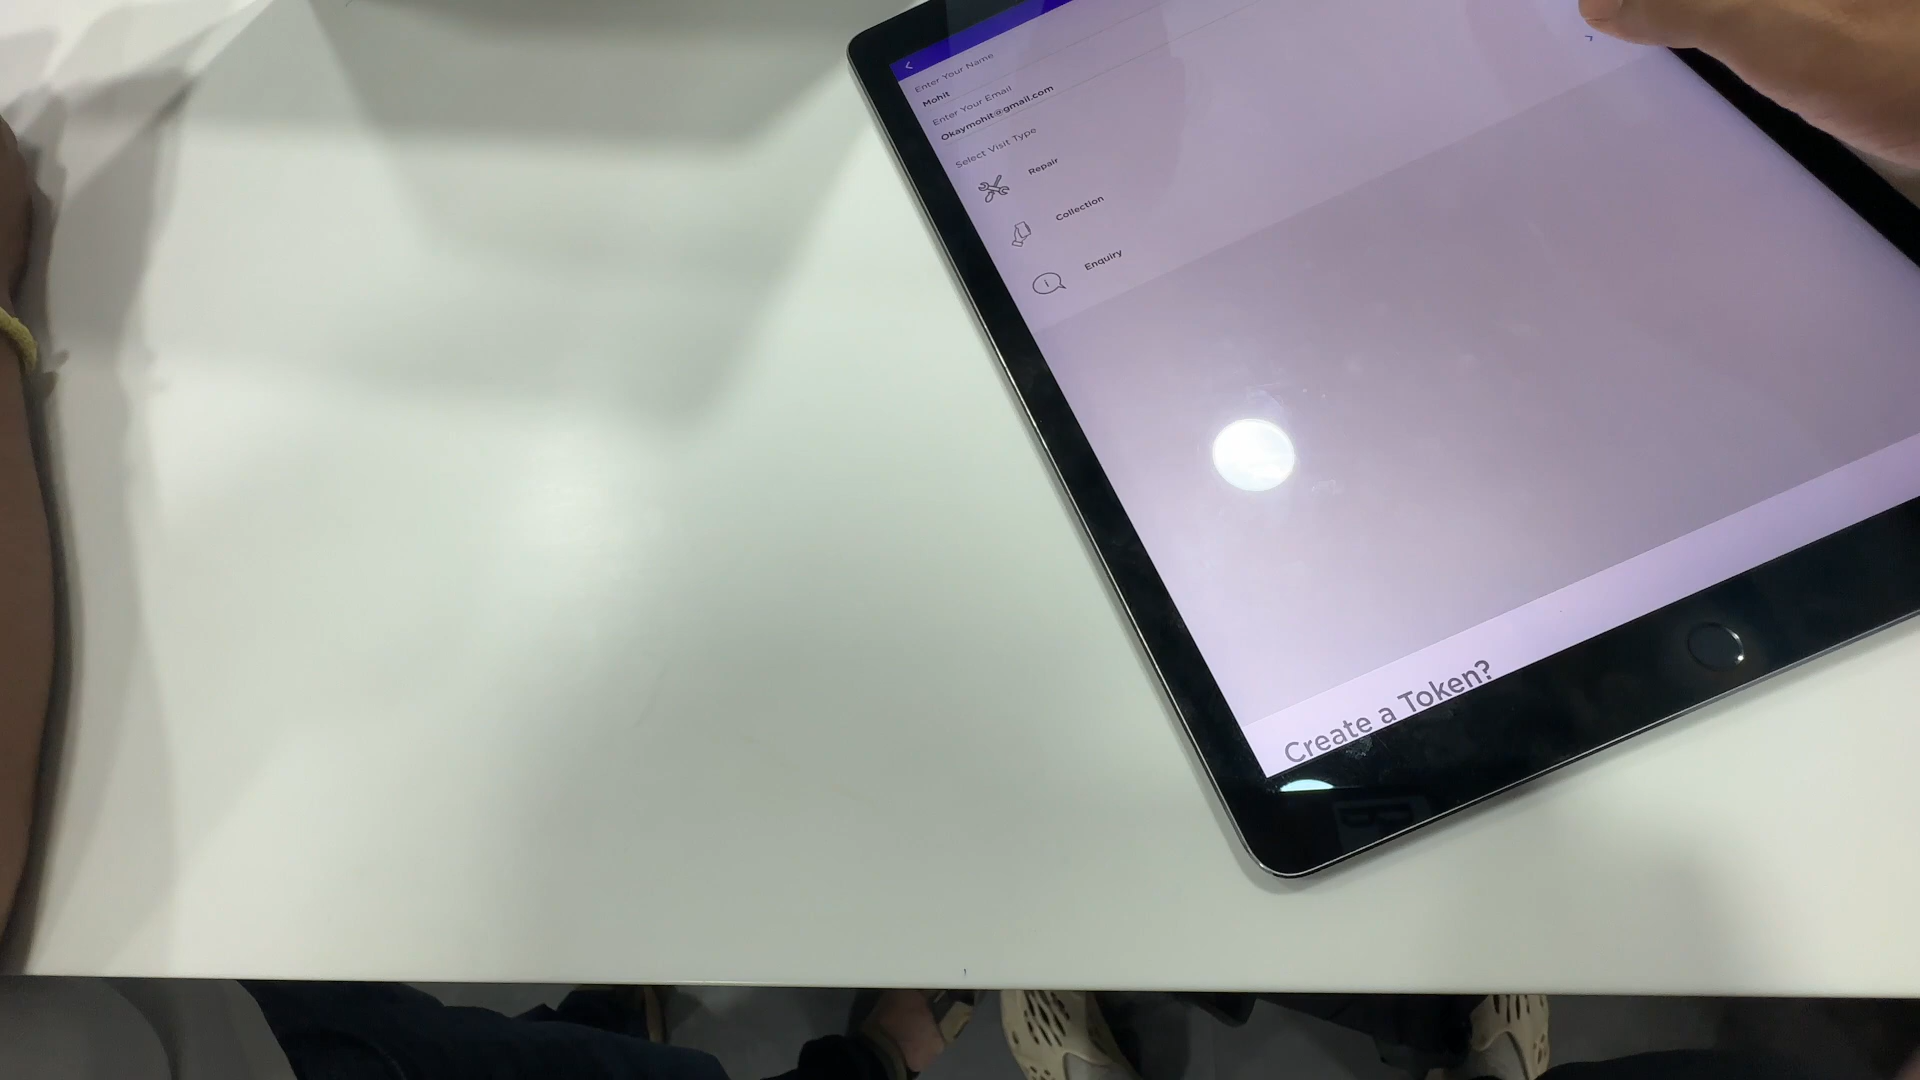 Enter Your Name
Mohit
Enter Your Email
Okaymohit@gmail.com
Select Visit Type
Repair
Collection
Enquiry
Create a Token?